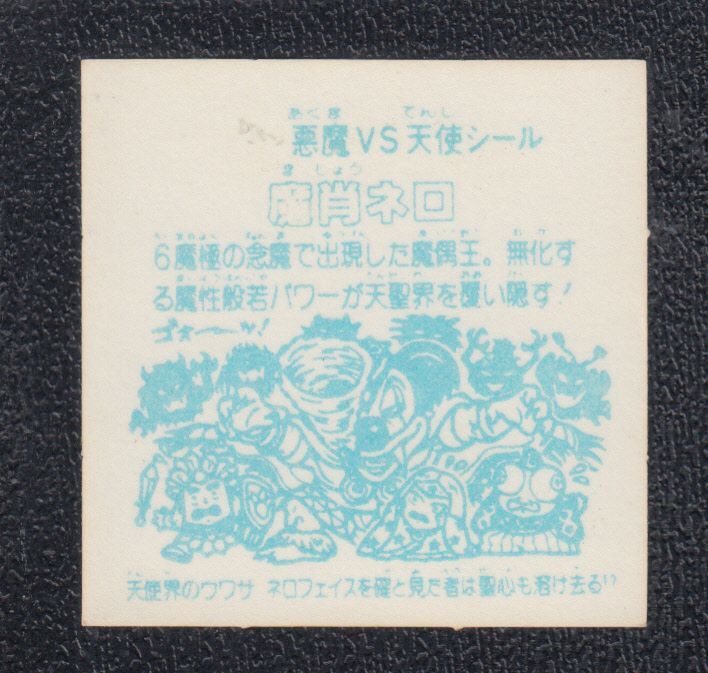 悪魔VS天使シール
魔肖ネロ
6魔極の念魔で出現した魔偶王。無化す
る魔性般若パワーが天聖界を覆い隠す!
ゴォーーッ!
天使界のウワサ ネロフェイスを確と見た者は聖心も溶け去る!?